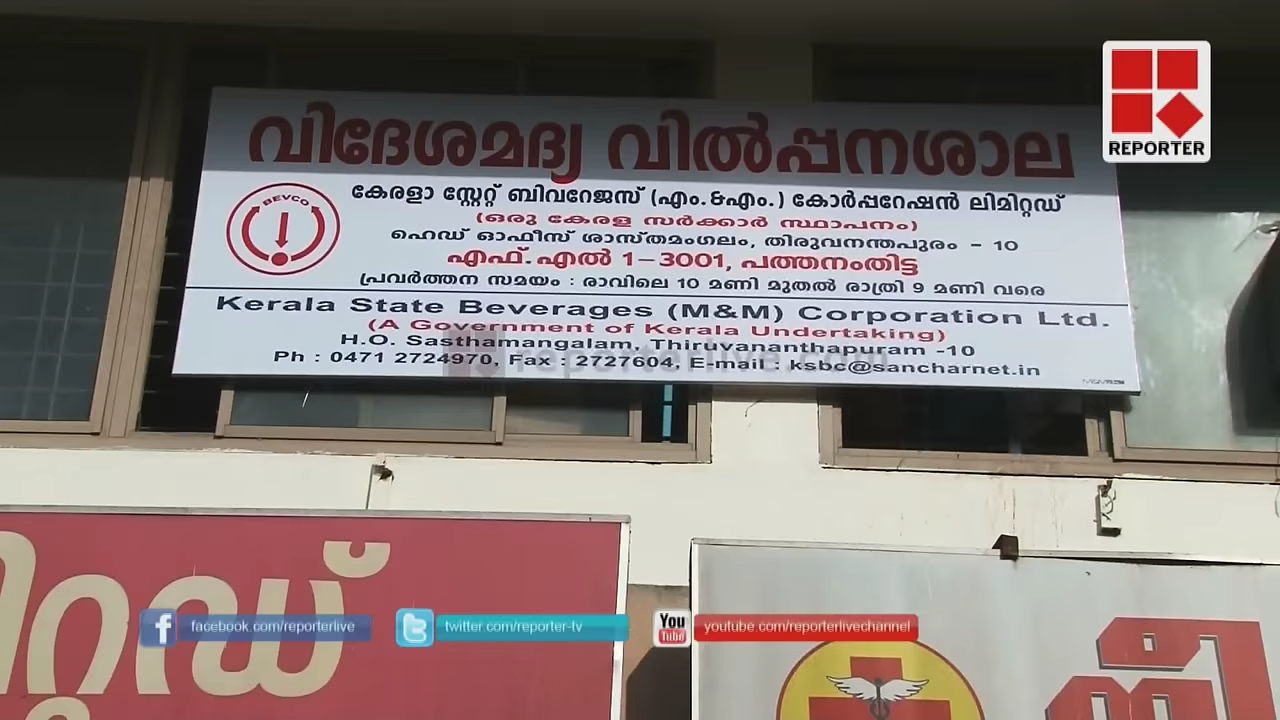 REPORTER
വിദേശമദ്യ വിൽപ്പനശാല
BEVCO
കേരളാ സ്റ്റേറ്റ് ബിവറേജസ് (എം.&എം.) കോർപ്പറേഷൻ ലിമിറ്റഡ്
(ഒരു കേരള സർക്കാർ സ്ഥാപനം)
ഹെഡ് ഓഫീസ് ശാസ്തമംഗലം, തിരുവനന്തപുരം - 10
എഫ്.എൽ 1-3001, പത്തനംതിട്ട
പ്രവർത്തന സമയം : രാവിലെ 10 മണി മുതൽ രാത്രി 9 മണി വരെ
Kerala State Beverages (M&M) Corporation Ltd.
(A Government of Kerala Undertaking)
H.O. Sasthamangalam, Thiruvananthapuram -10
Ph : 0471 2724970, Fax : 2727604, E-mail : ksbc@sancharnet.in
reporterlive.com
റ്റഡ്
facebook.com/reporterlive
twitter.com/reporter-tv
You Tube
youtube.com/reporterlivechannel